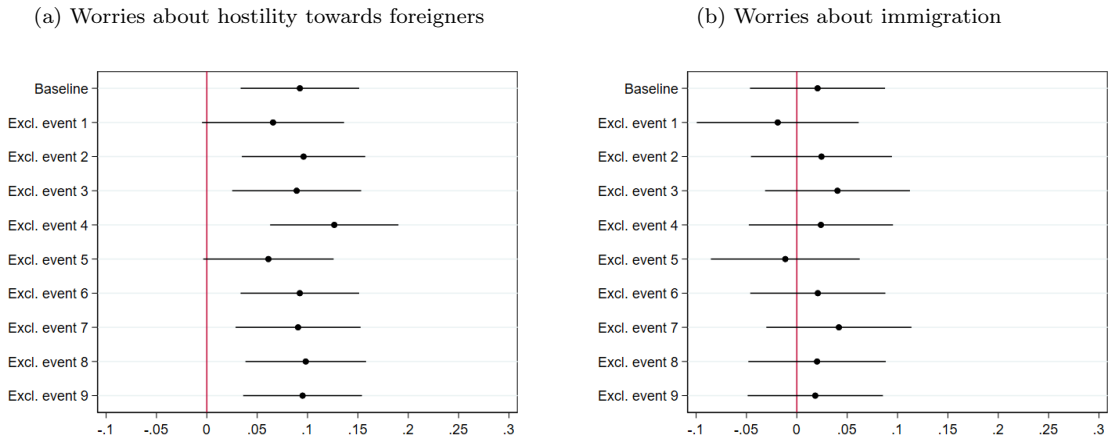 (a) Worries about hostility towards foreigners
Baseline
Excl. event 1
Excl. event 2
Excl. event 3
Excl. event 4
Excl. event 5
Excl. event 6
Excl. event 7
Excl. event 8
Excl. event 9
-.1 -.05 0 .05 .1 .15 .2 .25 .3
(b) Worries about immigration
Baseline
Excl. event 1
Excl. event 2
Excl. event 3
Excl. event 4
Excl. event 5
Excl. event 6
Excl. event 7
Excl. event 8
Excl. event 9
-.1 -.05 0 .05 .1 .15 .2 .25 .3